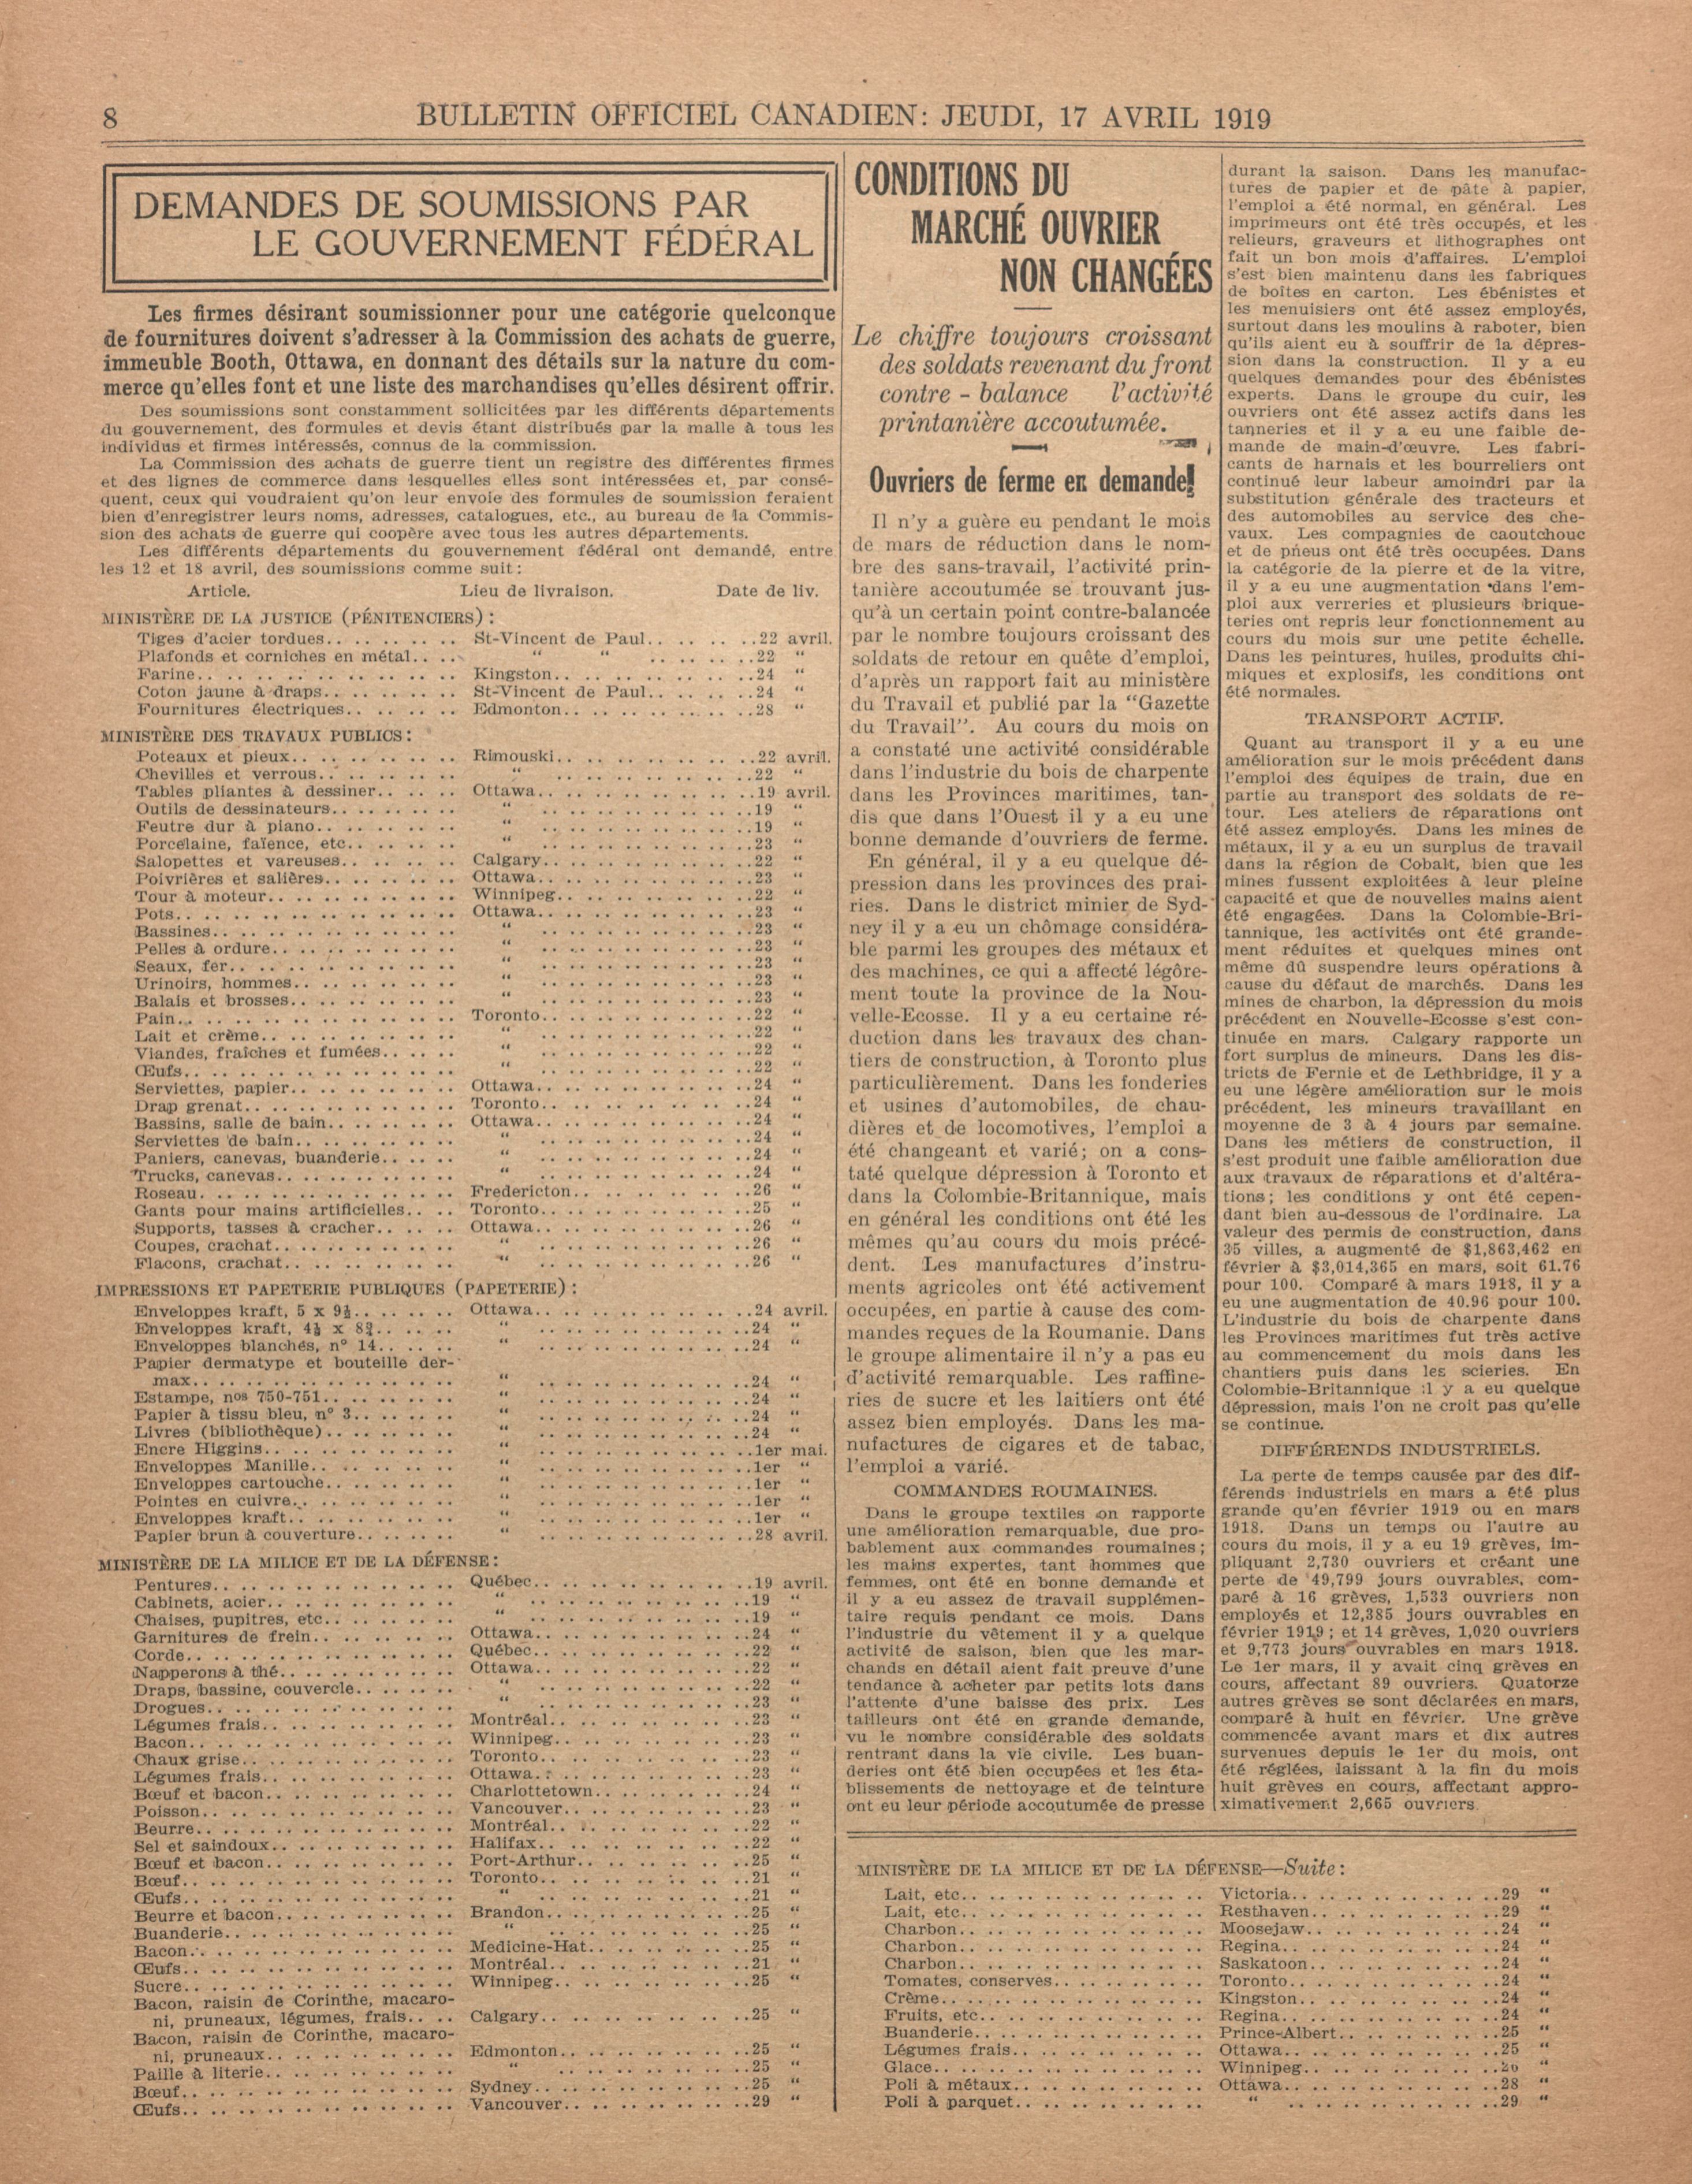 8
BULLETIN OFFICIEL CANADIEN: JEUDI, 17 AVRIL 1919
DEMANDES DE SOUMISSIONS PAR
LE GOUVERNEMENT FÉDÉRAL
Les firmes désirant soumissionner pour une catégorie quelconque
de fournitures doivent s'adresser à la Commission des achats de guerre,
immeuble Booth, Ottawa, en donnant des détails sur la nature du com-
merce qu'elles font et une liste des marchandises qu'elles désirent offrir.
Des soumissions sont constamment sollicitées par les différents départements
du gouvernement, des formules et devis étant distribués par la malle à tous les
individus et firmes intéressés, connus de la commission.
La Commission des achats de guerre tient un registre des différentes firmes
et des lignes de commerce dans lesquelles elles sont intéressées et, par consé-
quent, ceux qui voudraient qu'on leur envoie des formules de soumission feraient
bien d'enregistrer leurs noms, adresses, catalogues, etc., au bureau de la Commis-
sion des achats de guerre qui coopère avec tous les autres départements.
Les différents départements du gouvernement fédéral ont demandé, entre
les 12 et 18 avril, des soumissions comme suit:
Article. Lieu de livraison. Date de liv.
MINISTÈRE DE LA JUSTICE (PÉNITENCIERS):
Tiges d'acier tordues.. .. .. St-Vincent de Paul.. .. .. 22 avril.
Plafonds et corniches en métal.. .. " " .. .. 22 "
Farine.. .. .. Kingston.. .. .. 24 "
Coton jaune à draps.. .. .. St-Vincent de Paul.. .. .. 24 "
Fournitures électriques.. .. .. Edmonton.. .. .. 28 "
MINISTÈRE DES TRAVAUX PUBLICS:
Poteaux et pieux.. .. .. Rimouski.. .. .. 22 avril.
Chevilles et verrous.. .. .. " .. .. 22 "
Tables pliantes à dessiner.. .. .. Ottawa.. .. .. 19 avril.
Outils de dessinateurs.. .. .. " .. .. 19 "
Feutre dur à piano.. .. .. " .. .. 19 "
Porcelaine, faïence, etc.. .. .. " .. .. 23 "
Salopettes et vareuses.. .. .. Calgary.. .. .. 22 "
Poivrières et salières.. .. .. Ottawa.. .. .. 23 "
Tour à moteur.. .. .. Winnipeg.. .. .. 22 "
Pots.. .. .. Ottawa.. .. .. 23 "
Bassines.. .. .. " .. .. 23 "
Pelles à ordure.. .. .. " .. .. 23 "
Seaux, fer.. .. .. " .. .. 23 "
Urinoirs, hommes.. .. .. " .. .. 23 "
Balais et brosses.. .. .. " .. .. 23 "
Pain.. .. .. Toronto.. .. .. 22 "
Lait et crème.. .. .. " .. .. 22 "
Viandes, fraîches et fumées.. .. .. " .. .. 22 "
Œufs.. .. .. " .. .. 22 "
Serviettes, papier.. .. .. Ottawa.. .. .. 24 "
Drap grenat.. .. .. Toronto.. .. .. 24 "
Bassins, salle de bain.. .. .. Ottawa.. .. .. 24 "
Serviettes de bain.. .. .. " .. .. 24 "
Paniers, canevas, buanderie.. .. .. " .. .. 24 "
Trucks, canevas.. .. .. " .. .. 24 "
Roseau.. .. .. Fredericton.. .. .. 26 "
Gants pour mains artificielles.. .. Toronto.. .. .. 25 "
Supports, tasses à cracher.. .. .. Ottawa.. .. .. 26 "
Coupes, crachat.. .. .. " .. .. 26 "
Flacons, crachat.. .. .. " .. .. 26 "
IMPRESSIONS ET PAPETERIE PUBLIQUES (PAPETERIE):
Enveloppes kraft, 5 x 9½.. .. .. Ottawa.. .. .. 24 avril.
Enveloppes kraft, 4½ x 8¾.. .. .. " .. .. 24 "
Enveloppes blanches, n° 14.. .. .. " .. .. 24 "
Papier dermatype et bouteille der-
max.. .. .. " .. .. 24 "
Estampe, nos 750-751.. .. .. " .. .. 24 "
Papier à tissu bleu, n° 3.. .. .. " .. .. 24 "
Livres (bibliothèque).. .. .. " .. .. 24 "
Encre Higgins.. .. .. " .. .. 1er mai.
Enveloppes Manille.. .. .. " .. .. 1er "
Enveloppes cartouche.. .. .. " .. .. 1er "
Pointes en cuivre.. .. .. " .. .. 1er "
Enveloppes kraft.. .. .. " .. .. 1er "
Papier brun à couverture.. .. .. " .. .. 28 avril.
MINISTÈRE DE LA MILICE ET DE LA DÉFENSE:
Pentures.. .. .. Québec.. .. .. 19 avril.
Cabinets, acier.. .. .. " .. .. 19 "
Chaises, pupitres, etc.. .. .. " .. .. 19 "
Garnitures de frein.. .. .. Ottawa.. .. .. 24 "
Corde.. .. .. Québec.. .. .. 22 "
Napperons à thé.. .. .. Ottawa.. .. .. 22 "
Draps, bassine, couvercle.. .. .. " .. .. 22 "
Drogues.. .. .. " .. .. 23 "
Légumes frais.. .. .. Montréal.. .. .. 23 "
Bacon.. .. .. Winnipeg.. .. .. 23 "
Chaux grise.. .. .. Toronto.. .. .. 23 "
Légumes frais.. .. .. Ottawa.. .. .. 23 "
Bœuf et bacon.. .. .. Charlottetown.. .. .. 24 "
Poisson.. .. .. Vancouver.. .. .. 23 "
Beurre.. .. .. Montréal.. .. .. 22 "
Sel et saindoux.. .. .. Halifax.. .. .. 22 "
Bœuf et bacon.. .. .. Port-Arthur.. .. .. 25 "
Bœuf.. .. .. Toronto.. .. .. 21 "
Œufs.. .. .. " .. .. 21 "
Beurre et bacon.. .. .. Brandon.. .. .. 25 "
Buanderie.. .. .. " .. .. 25 "
Bacon.. .. .. Medicine-Hat.. .. .. 25 "
Œufs.. .. .. Montréal.. .. .. 21 "
Sucre.. .. .. Winnipeg.. .. .. 25 "
Bacon, raisin de Corinthe, macaro-
ni, pruneaux, légumes, frais.. .. Calgary.. .. .. 25 "
Bacon, raisin de Corinthe, macaro-
ni, pruneaux.. .. .. Edmonton.. .. .. 25 "
Paille à literie.. .. .. " .. .. 25 "
Bœuf.. .. .. Sydney.. .. .. 25 "
Œufs.. .. .. Vancouver.. .. .. 29 "
CONDITIONS DU
MARCHÉ OUVRIER
NON CHANGÉES
Le chiffre toujours croissant
des soldats revenant du front
contre - balance l'activité
printanière accoutumée.
Ouvriers de ferme en demande!
Il n'y a guère eu pendant le mois
de mars de réduction dans le nom-
bre des sans-travail, l'activité prin-
tanière accoutumée se trouvant jus-
qu'à un certain point contre-balancée
par le nombre toujours croissant des
soldats de retour en quête d'emploi,
d'après un rapport fait au ministère
du Travail et publié par la "Gazette
du Travail". Au cours du mois on
a constaté une activité considérable
dans l'industrie du bois de charpente
dans les Provinces maritimes, tan-
dis que dans l'Ouest il y a eu une
bonne demande d'ouvriers de ferme.
En général, il y a eu quelque dé-
pression dans les provinces des prai-
ries. Dans le district minier de Syd-
ney il y a eu un chômage considéra-
ble parmi les groupes des métaux et
des machines, ce qui a affecté légôre-
ment toute la province de la Nou-
velle-Ecosse. Il y a eu certaine ré-
duction dans les travaux des chan-
tiers de construction, à Toronto plus
particulièrement. Dans les fonderies
et usines d'automobiles, de chau-
dières et de locomotives, l'emploi a
été changeant et varié; on a cons-
taté quelque dépression à Toronto et
dans la Colombie-Britannique, mais
en général les conditions ont été les
mêmes qu'au cours du mois précé-
dent. Les manufactures d'instru-
ments agricoles ont été activement
occupées, en partie à cause des com-
mandes reçues de la Roumanie. Dans
le groupe alimentaire il n'y a pas eu
d'activité remarquable. Les raffine-
ries de sucre et les laitiers ont été
assez bien employés. Dans les ma-
nufactures de cigares et de tabac,
l'emploi a varié.
COMMANDES ROUMAINES.
Dans le groupe textiles on rapporte
une amélioration remarquable, due pro-
bablement aux commandes roumaines;
les mains expertes, tant hommes que
femmes, ont été en bonne demande et
il y a eu assez de travail supplémen-
taire requis pendant ce mois. Dans
l'industrie du vêtement il y a quelque
activité de saison, bien que les mar-
chands en détail aient fait preuve d'une
tendance à acheter par petits lots dans
l'attente d'une baisse des prix. Les
tailleurs ont été en grande demande,
vu le nombre considérable des soldats
rentrant dans la vie civile. Les buan-
deries ont été bien occupées et les éta-
blissements de nettoyage et de teinture
ont eu leur période accoutumée de presse
durant la saison. Dans les manufac-
tures de papier et de pâte à papier,
l'emploi a été normal, en général. Les
imprimeurs ont été très occupés, et les
relieurs, graveurs et lithographes ont
fait un bon mois d'affaires. L'emploi
s'est bien maintenu dans les fabriques
de boîtes en carton. Les ébénistes et
les menuisiers ont été assez employés,
surtout dans les moulins à raboter, bien
qu'ils aient eu à souffrir de la dépres-
sion dans la construction. Il y a eu
quelques demandes pour des ébénistes
experts. Dans le groupe du cuir, les
ouvriers ont été assez actifs dans les
tanneries et il y a eu une faible de-
mande de main-d'œuvre. Les fabri-
cants de harnais et les bourreliers ont
continué leur labeur amoindri par la
substitution générale des tracteurs et
des automobiles au service des che-
vaux. Les compagnies de caoutchouc
et de pneus ont été très occupées. Dans
la catégorie de la pierre et de la vitre,
il y a eu une augmentation dans l'em-
ploi aux verreries et plusieurs brique-
teries ont repris leur fonctionnement au
cours du mois sur une petite échelle.
Dans les peintures, huiles, produits chi-
miques et explosifs, les conditions ont
été normales.
TRANSPORT ACTIF.
Quant au transport il y a eu une
amélioration sur le mois précédent dans
l'emploi des équipes de train, due en
partie au transport des soldats de re-
tour. Les ateliers de réparations ont
été assez employés. Dans les mines de
métaux, il y a eu un surplus de travail
dans la région de Cobalt, bien que les
mines fussent exploitées à leur pleine
capacité et que de nouvelles mains aient
été engagées. Dans la Colombie-Bri-
tannique, les activités ont été grande-
ment réduites et quelques mines ont
même dû suspendre leurs opérations à
cause du défaut de marchés. Dans les
mines de charbon, la dépression du mois
précédent en Nouvelle-Ecosse s'est con-
tinuée en mars. Calgary rapporte un
fort surplus de mineurs. Dans les dis-
tricts de Fernie et de Lethbridge, il y a
eu une légère amélioration sur le mois
précédent, les mineurs travaillant en
moyenne de 3 à 4 jours par semaine.
Dans les métiers de construction, il
s'est produit une faible amélioration due
aux travaux de réparations et d'altéra-
tions; les conditions y ont été cepen-
dant bien au-dessous de l'ordinaire. La
valeur des permis de construction, dans
35 villes, a augmenté de $1,863,462 en
février à $3,014,365 en mars, soit 61.76
pour 100. Comparé à mars 1918, il y a
eu une augmentation de 40.96 pour 100.
L'industrie du bois de charpente dans
les Provinces maritimes fut très active
au commencement du mois dans les
chantiers puis dans les scieries. En
Colombie-Britannique il y a eu quelque
dépression, mais l'on ne croit pas qu'elle
se continue.
DIFFÉRENDS INDUSTRIELS.
La perte de temps causée par des dif-
férends industriels en mars a été plus
grande qu'en février 1919 ou en mars
1918. Dans un temps ou l'autre au
cours du mois, il y a eu 19 grèves, im-
pliquant 2,730 ouvriers et créant une
perte de 49,799 jours ouvrables, com-
paré à 16 grèves, 1,533 ouvriers non
employés et 12,385 jours ouvrables en
février 1919; et 14 grèves, 1,020 ouvriers
et 9,773 jours ouvrables en mars 1918.
Le 1er mars, il y avait cinq grèves en
cours, affectant 89 ouvriers. Quatorze
autres grèves se sont déclarées en mars,
comparé à huit en février. Une grève
commencée avant mars et dix autres
survenues depuis le 1er du mois, ont
été réglées, laissant à la fin du mois
huit grèves en cours, affectant appro-
ximativement 2,665 ouvriers.
MINISTÈRE DE LA MILICE ET DE LA DÉFENSE—Suite:
Lait, etc.. .. .. Victoria.. .. .. 29 "
Lait, etc.. .. .. Resthaven.. .. .. 29 "
Charbon.. .. .. Moosejaw.. .. .. 24 "
Charbon.. .. .. Regina.. .. .. 24 "
Charbon.. .. .. Saskatoon.. .. .. 24 "
Tomates, conserves.. .. .. Toronto.. .. .. 24 "
Crème.. .. .. Kingston.. .. .. 24 "
Fruits, etc.. .. .. Regina.. .. .. 24 "
Buanderie.. .. .. Prince-Albert.. .. .. 25 "
Légumes frais.. .. .. Ottawa.. .. .. 25 "
Glace.. .. .. Winnipeg.. .. .. "
Poli à métaux.. .. .. Ottawa.. .. .. 28 "
Poli à parquet.. .. .. " .. .. 29 "